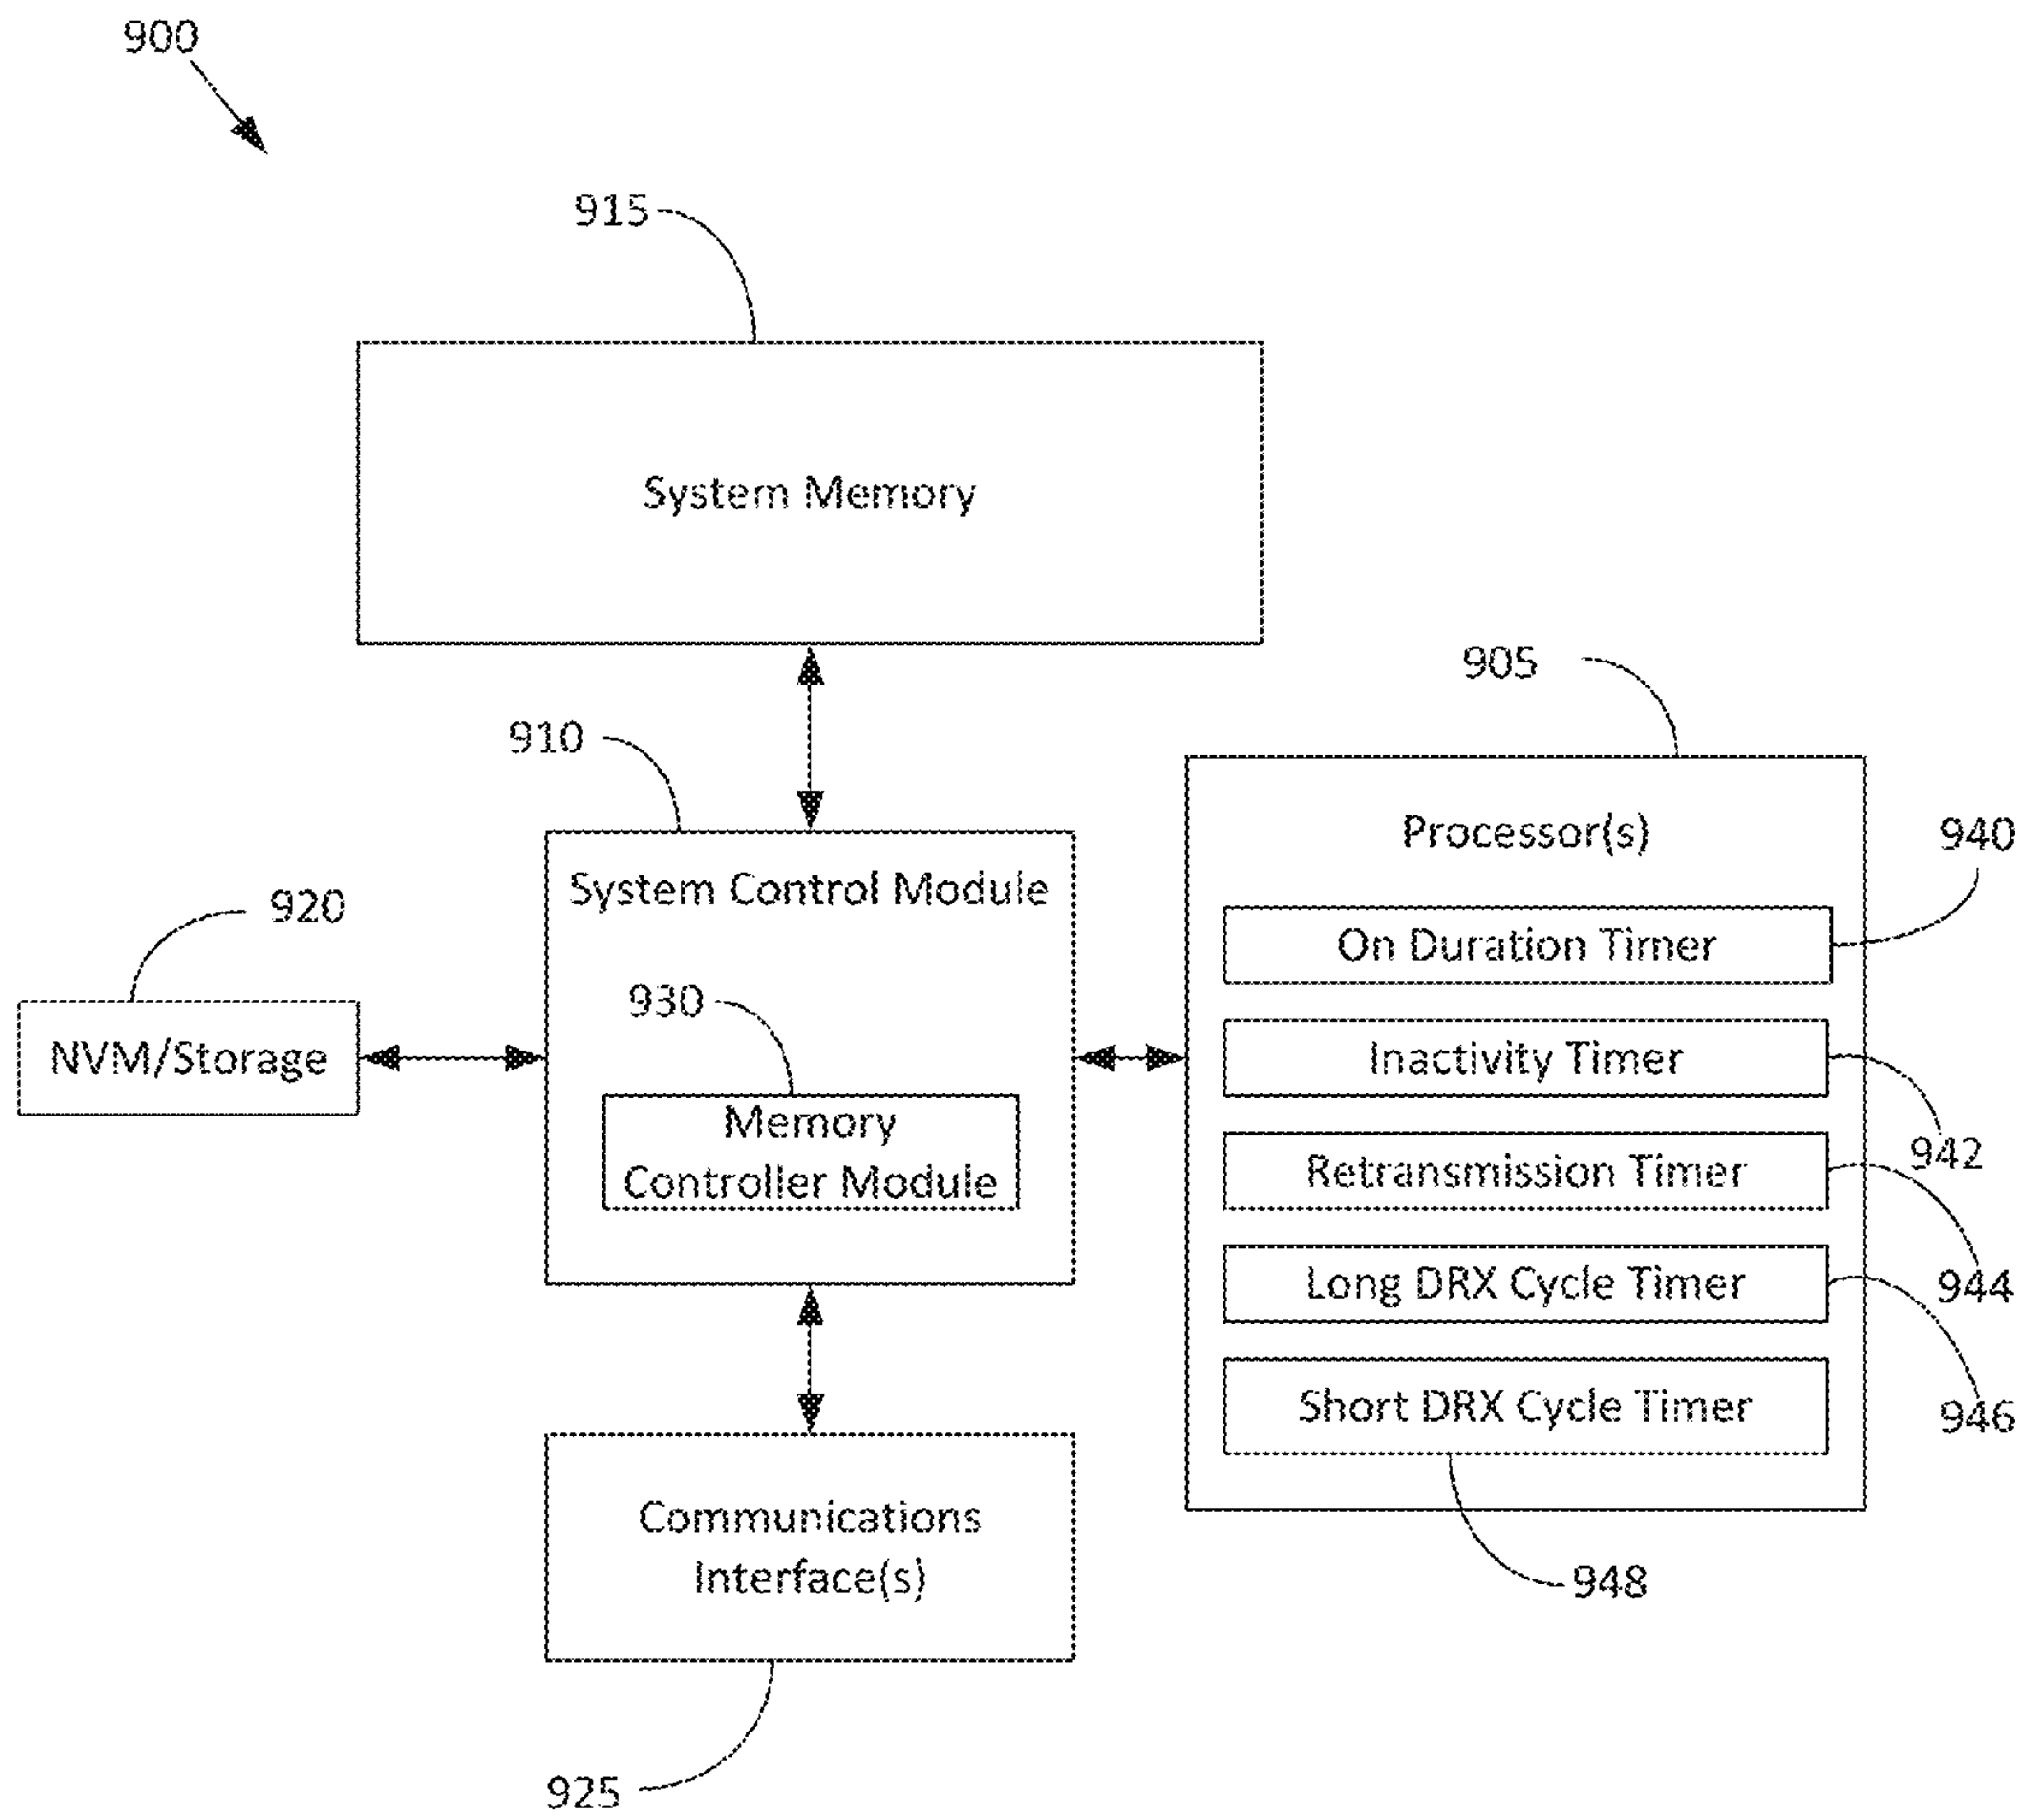 900
915
System Memory
905
910
Processor(s)
940
System Control Module
920
On Duration Timer
930
NVM/Storage
Inactivity Timer
Memory
Controller Module
942
Retransmission Timer
Long DRX Cycle Timer
944
Short DRX Cycle Timer
946
Communications
Interface(s)
948
925